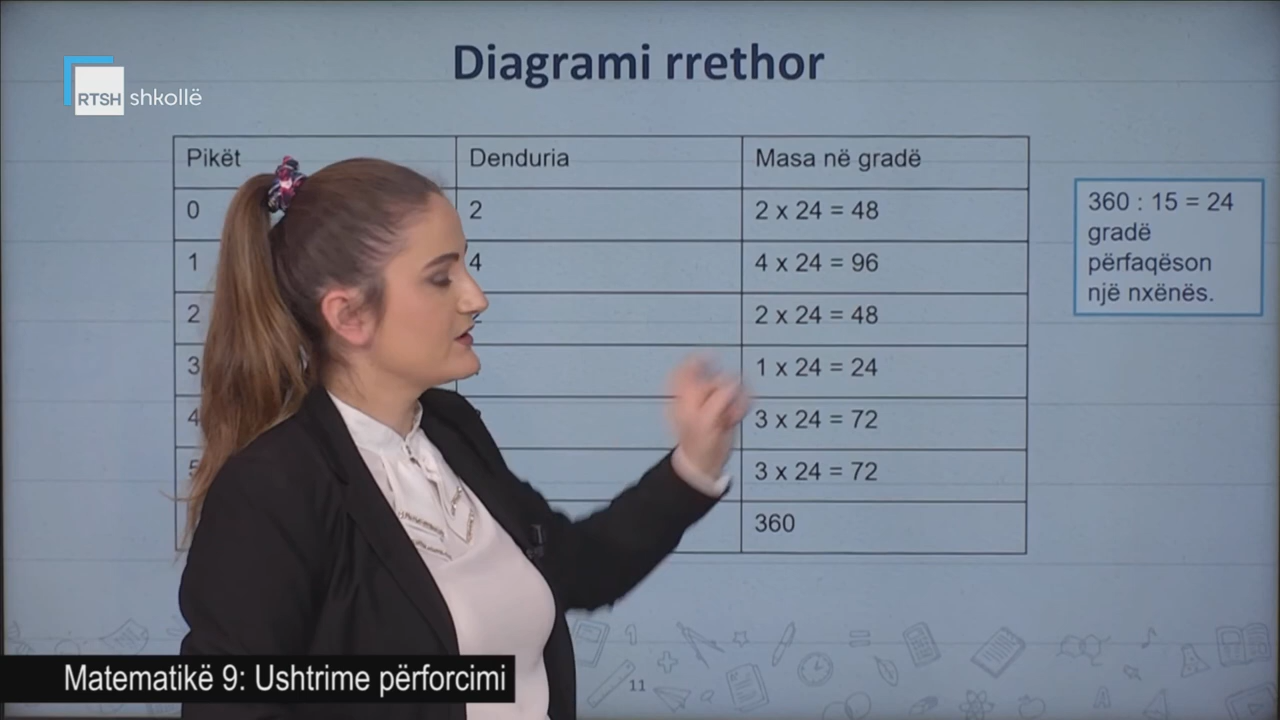 Diagrami rrethor
RTSH shkollë
Pikët Denduria Masa në gradë
0 2 2 x 24 = 48
1 4 4 x 24 = 96
2 2 x 24 = 48
3 1 x 24 = 24
4 3 x 24 = 72
3 x 24 = 72
360
360 : 15 = 24
gradë
përfaqëson
një nxënës.
Matematikë 9: Ushtrime përforcimi
11